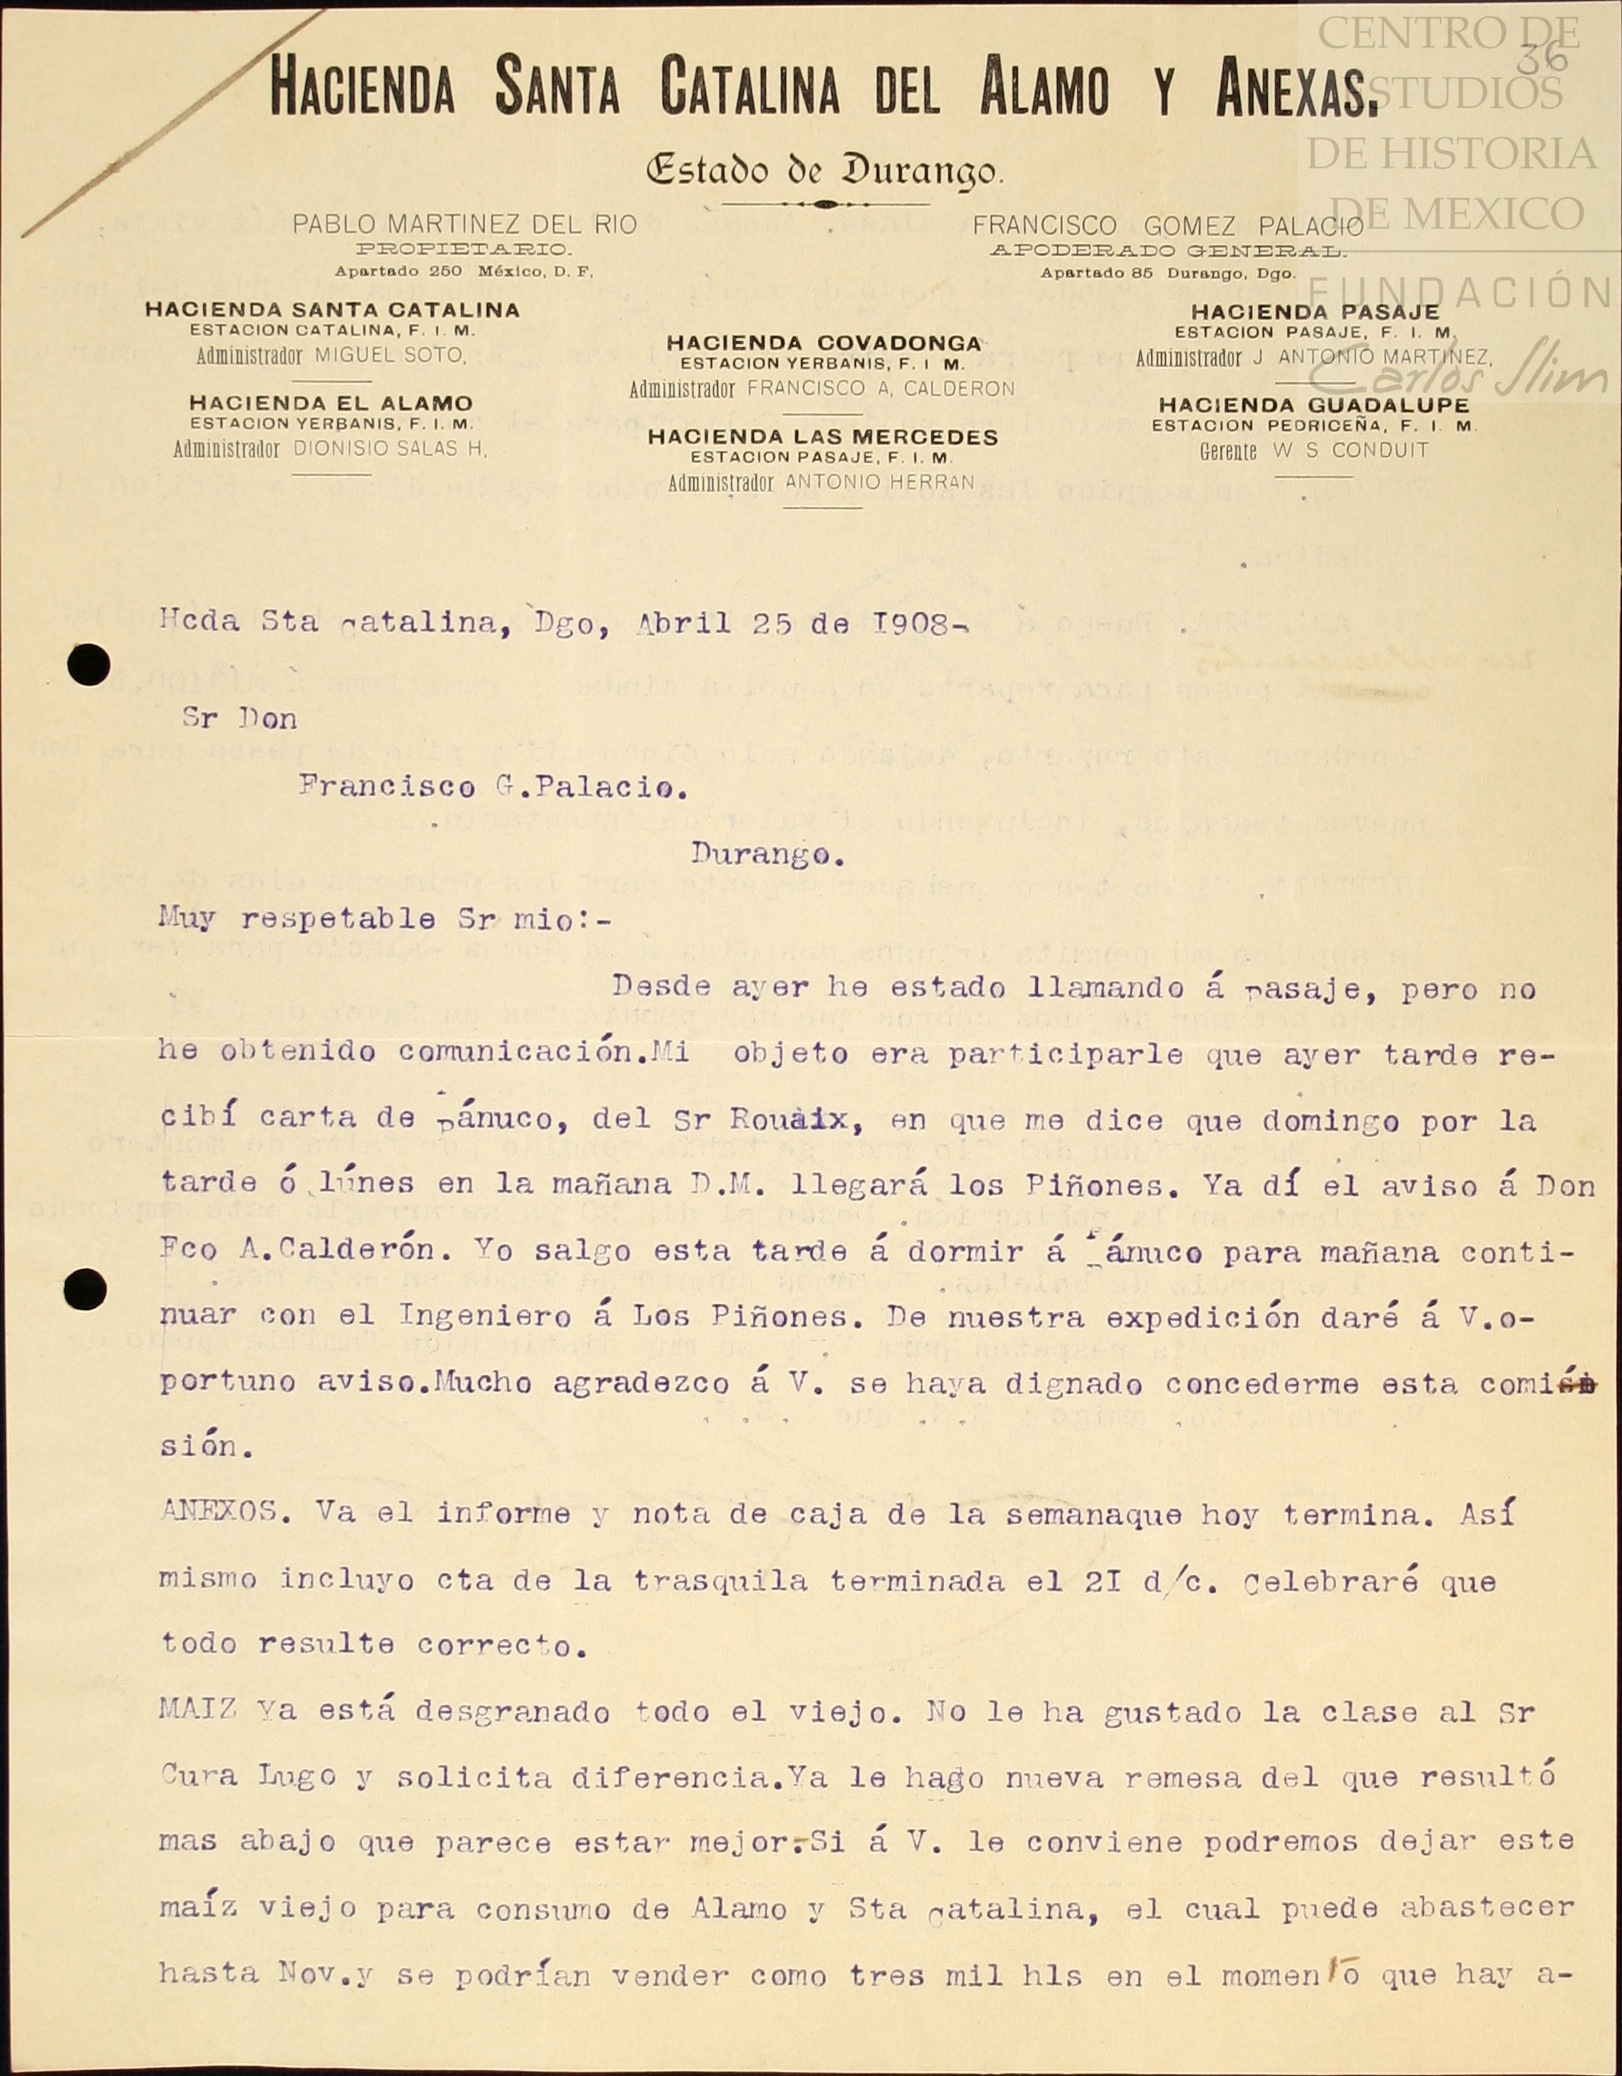 CENTRO DE
ESTUDIOS
DE HISTORIA
DE MEXICO
FUNDACIÓN
Carlos Slim
36
HACIENDA SANTA CATALINA DEL ALAMO Y ANEXAS.
Estado de Durango.
PABLO MARTINEZ DEL RIO
PROPIETARIO.
Apartado 250 México, D. F,
FRANCISCO GOMEZ PALACIO
APODERADO GENERAL.
Apartado 85 Durango, Dgo.
HACIENDA SANTA CATALINA
ESTACION CATALINA, F. I. M.
Administrador MIGUEL SOTO,
HACIENDA EL ALAMO
ESTACION YERBANIS, F. I. M.
Administrador DIONISIO SALAS H,
HACIENDA COVADONGA
ESTACION YERBANIS, F. I M.
Administrador FRANCISCO A, CALDERON
HACIENDA LAS MERCEDES
ESTACION PASAJE, F. I. M.
Administrador ANTONIO HERRAN
HACIENDA PASAJE
ESTACION PASAJE, F. I. M,
Administrador J ANTONIO MARTINEZ,
HACIENDA GUADALUPE
ESTACION PEDRICEÑA, F. I. M.
Gerente W S CONDUIT
Hcda Sta Catalina, Dgo, Abril 25 de I908-
Sr Don
Francisco G.Palacio.
Durango.
Muy respetable Sr mio:-
Desde ayer he estado llamando á Pasaje, pero no
he obtenido comunicación.Mi objeto era participarle que ayer tarde re-
cibí carta de Pánuco, del Sr Rouaix, en que me dice que domingo por la
tarde ó lúnes en la mañana D.M. llegará los Piñones. Ya dí el aviso á Don
Fco A.Calderón. Yo salgo esta tarde á dormir á Pánuco para mañana conti-
nuar con el Ingeniero á Los Piñones. De nuestra expedición daré á V.o-
portuno aviso.Mucho agradezco á V. se haya dignado concederme esta comi
sión.
ANEXOS. Va el informe y nota de caja de la semanaque hoy termina. Así
mismo incluyo cta de la trasquila terminada el 2I d/c. Celebraré que
todo resulte correcto.
MAIZ Ya está desgranado todo el viejo. No le ha gustado la clase al Sr
Cura Lugo y solicita diferencia.Ya le hago nueva remesa del que resultó
mas abajo que parece estar mejor.-Si á V. le conviene podremos dejar este
maíz viejo para consumo de Alamo y Sta Catalina, el cual puede abastecer
hasta Nov.y se podrían vender como tres mil hls en el momento que hay a-